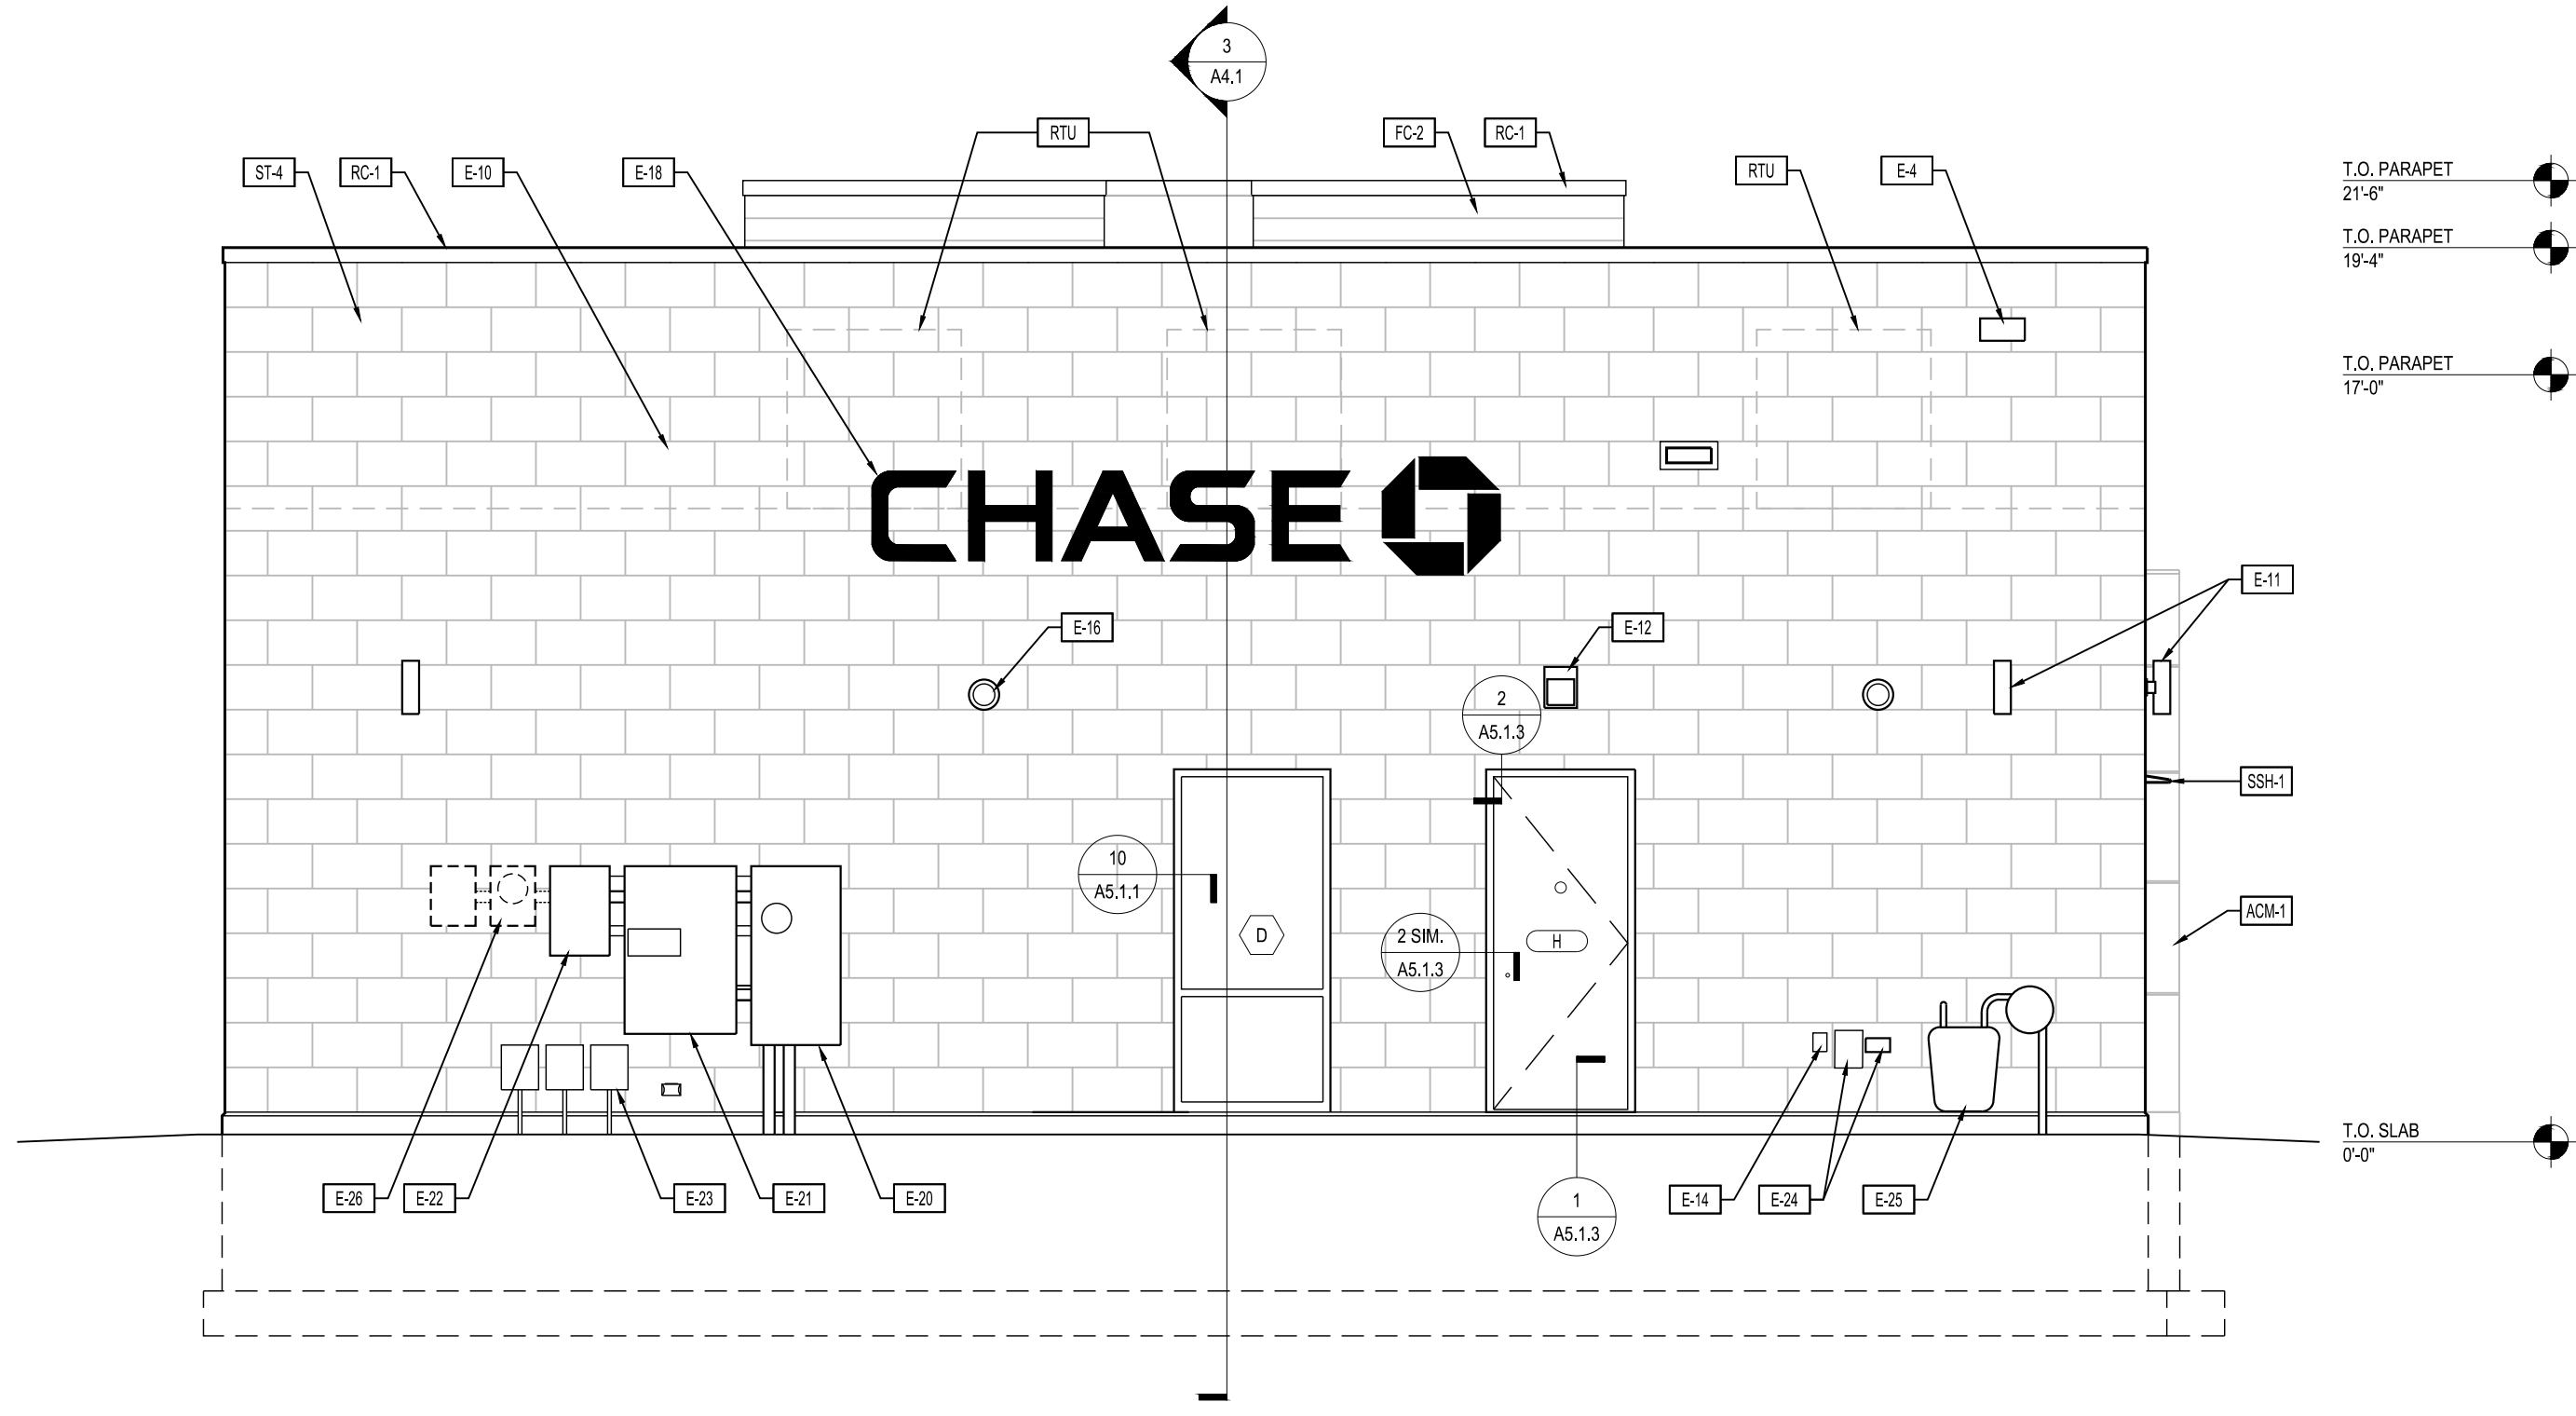 3
A4.1
RTU
FC-2
RC-1
ST-4
RC-1
E-10
E-18
RTU
E-4
T.O. PARAPET
21'-6"
T.O. PARAPET
19'-4"
T.O. PARAPET
17'-0"
CHASE
E-11
E-16
E-12
2
A5.1.3
SSH-1
10
A5.1.1
ACM-1
D
2 SIM.
A5.1.3
H
T.O. SLAB
0'-0"
E-26
E-22
E-23
E-21
E-20
1
A5.1.3
E-14
E-24
E-25